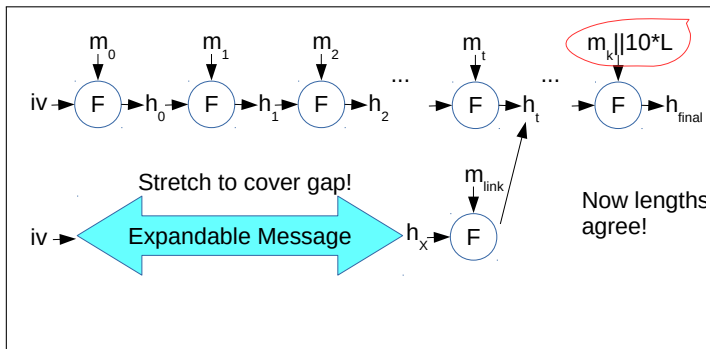 m0 m1 m2 mt mk||10*L
... ...
iv F h0 F h1 F h2 F ht F hfinal
Stretch to cover gap! mlink
Now lengths
iv Expandable Message hX F agree!